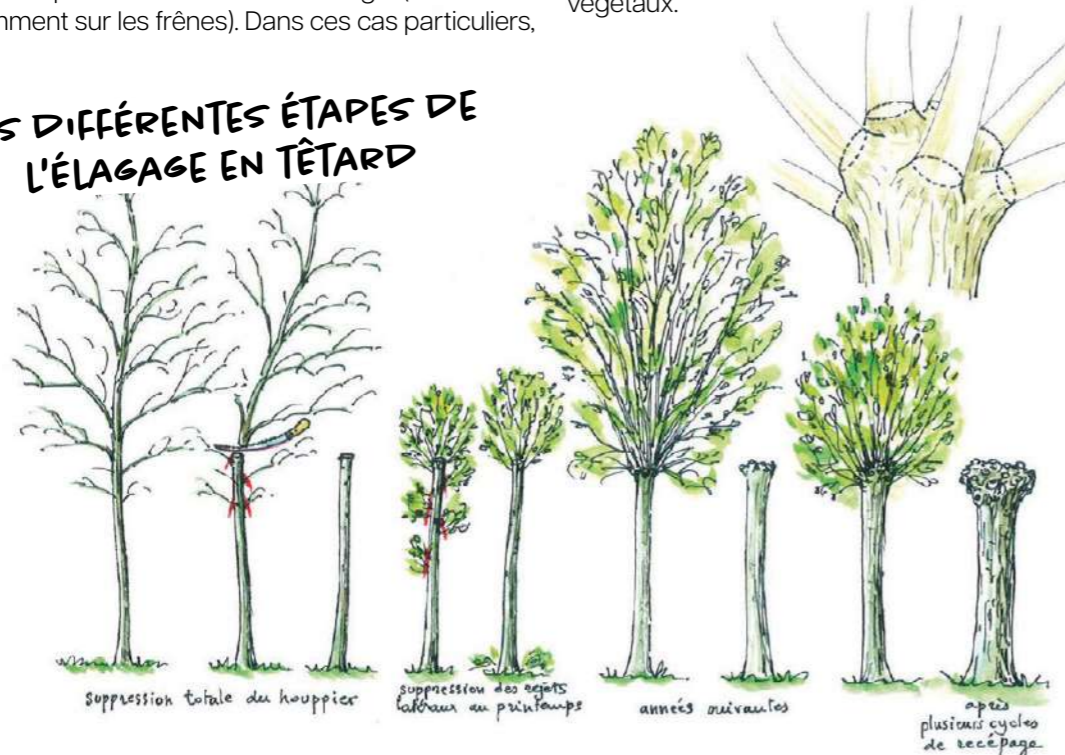 mment sur les frênes). Dans ces cas particuliers,
végétaux.
S DIFFÉRENTES ÉTAPES DE
L'ÉLAGAGE EN TÊTARD
suppression totale du houppier
suppression des rejets
latéraux au printemps
années suivantes
après
plusieurs cycles
de recépage